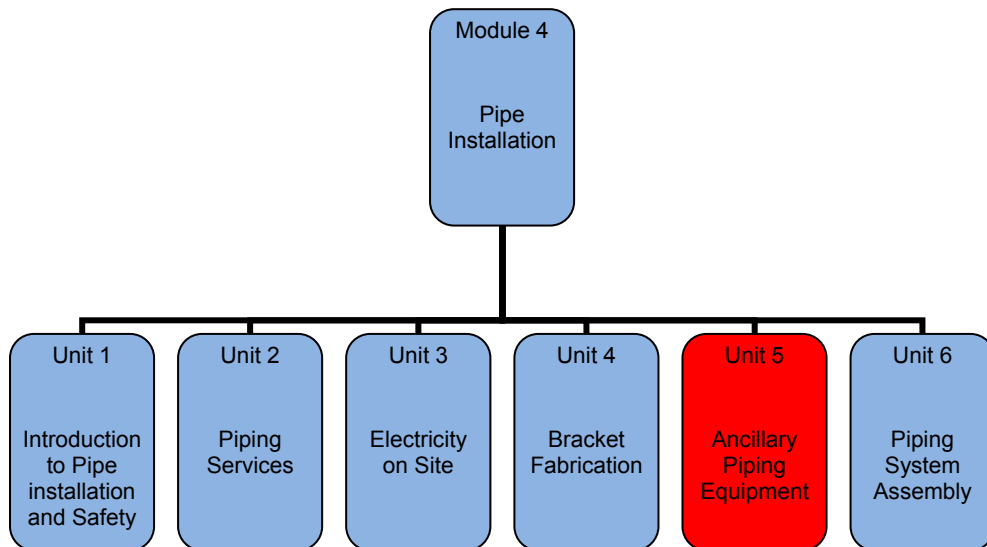 Module 4
Pipe
Installation
Unit 1
Introduction
to Pipe
installation
and Safety
Unit 2
Piping
Services
Unit 3
Electricity
on Site
Unit 4
Bracket
Fabrication
Unit 5
Ancillary
Piping
Equipment
Unit 6
Piping
System
Assembly